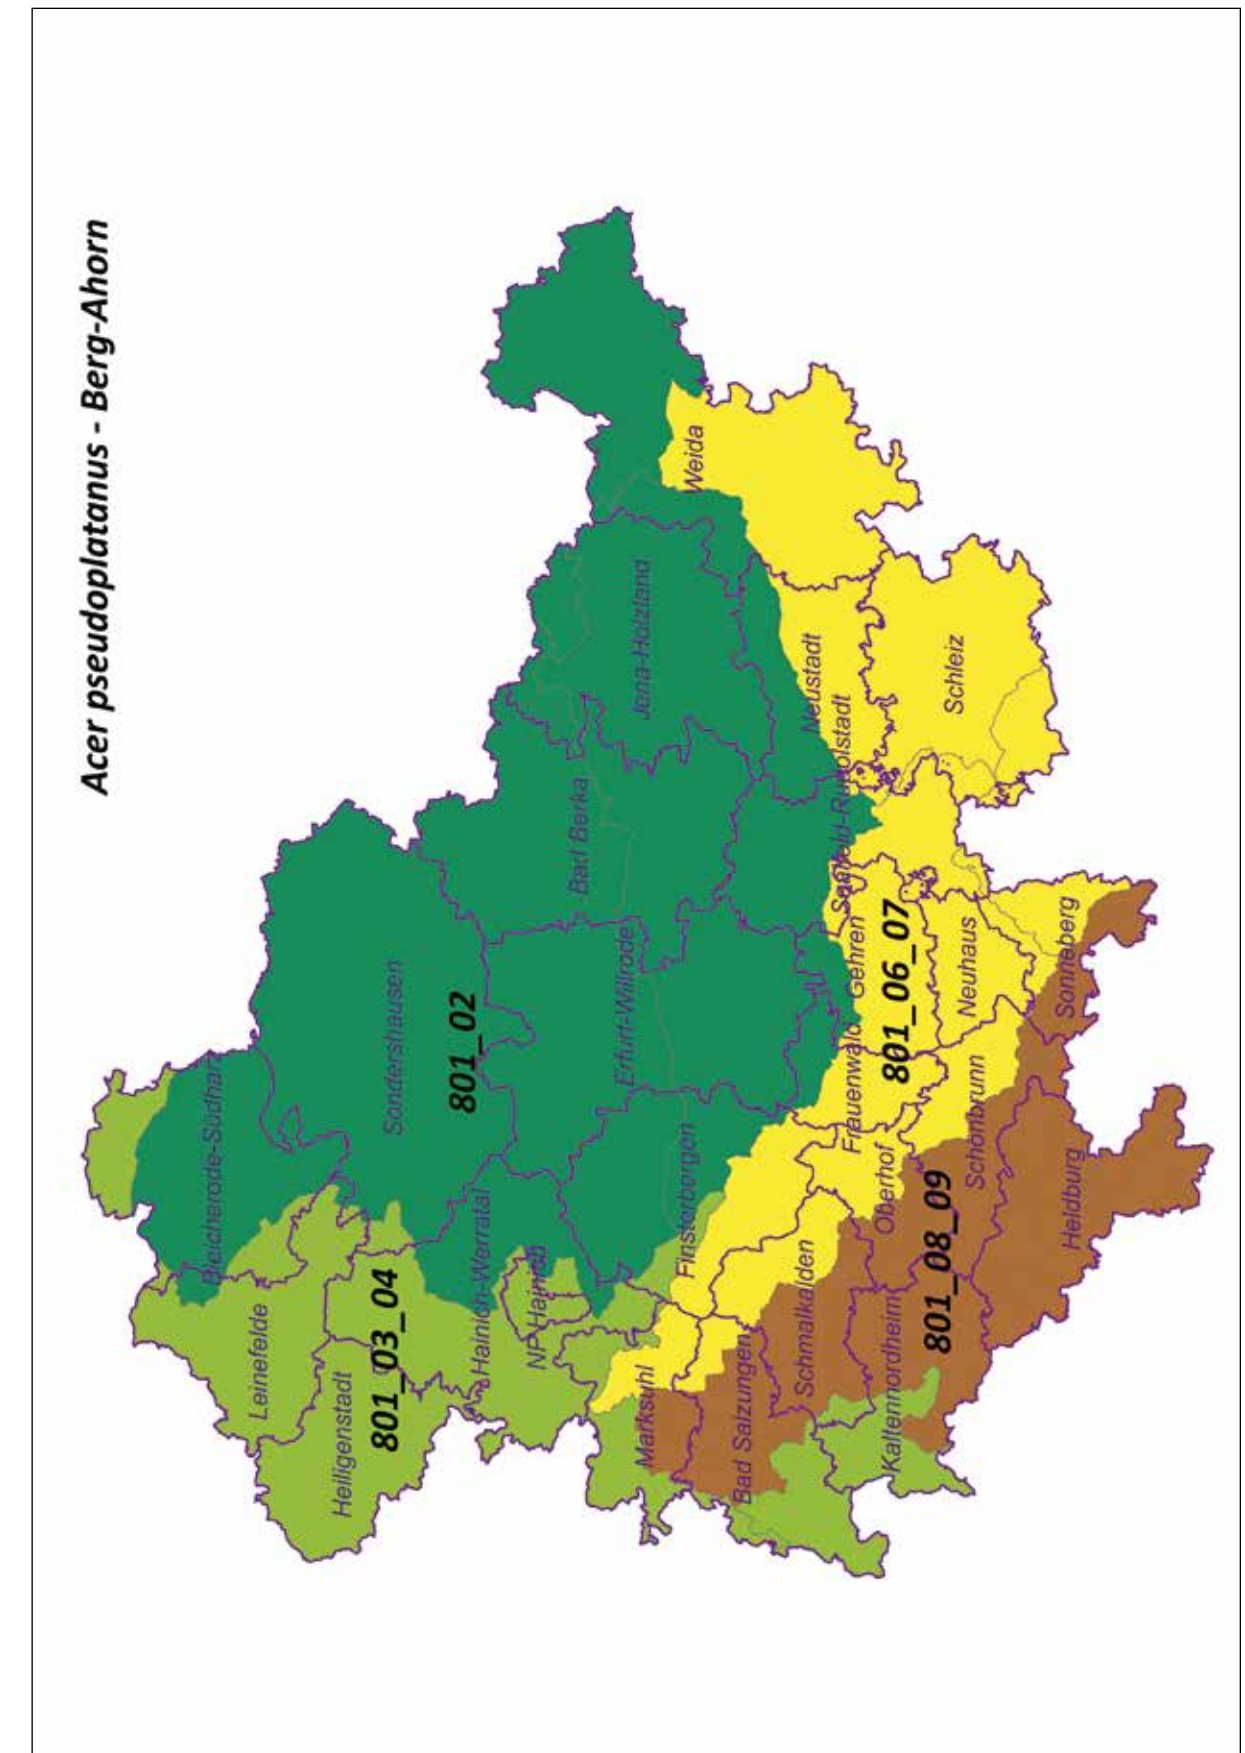 Acer pseudoplatanus - Berg-Ahorn
Bleicherode-Südharz
Leinefelde
Heiligenstadt
801_03_04
Sondershausen
801_02
Hainich-Werratal
NP Hainich
Bad Berka
Erfurt-Willrode
Jena-Holzland
Weida
Finsterbergen
Marksuhl
Bad Salzungen
Schmalkalden
Neustadt
Saalfeld-Rudolstadt
Frauenwald
Gehren
801_06_07
Oberhof
Kaltennordheim
801_08_09
Schleiz
Neuhaus
Schönbrunn
Sonneberg
Heldburg